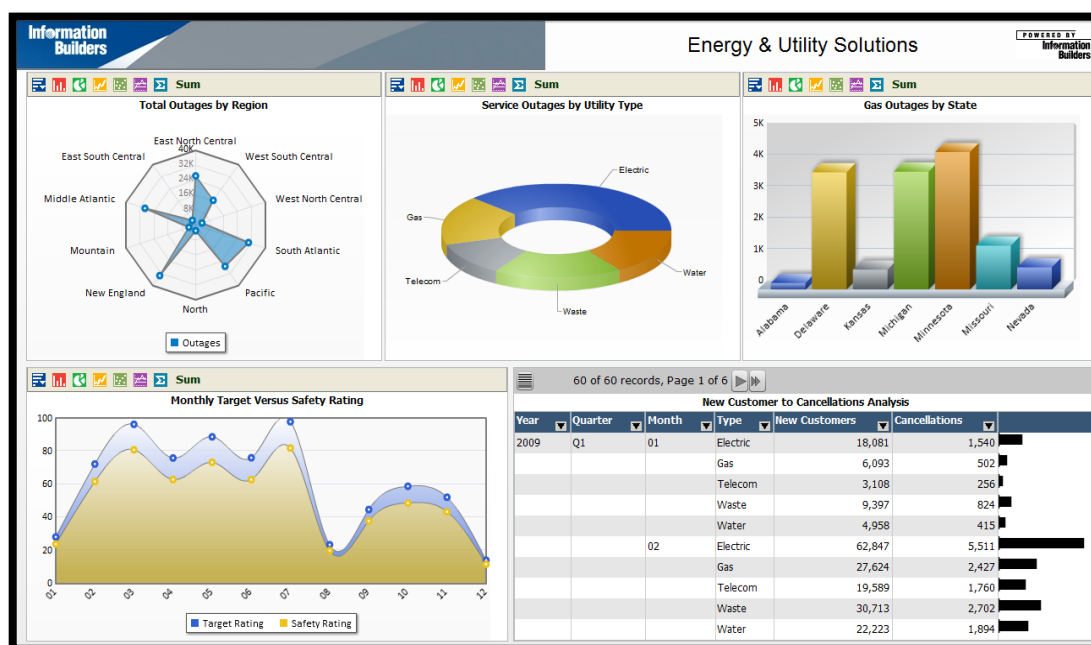 Information
Builders
Energy & Utility Solutions
POWERED BY
Information
Builders
Sum
Total Outages by Region
East North Central
West South Central
West North Central
South Atlantic
Pacific
North
New England
Mountain
Middle Atlantic
East South Central
40K
32K
24K
16K
8K
Outages
Sum
Service Outages by Utility Type
Electric
Gas
Water
Telecom
Waste
Sum
Gas Outages by State
5K
4K
3K
2K
1K
0
Alabama
Delaware
Kansas
Michigan
Minnesota
Missouri
Nevada
Sum
Monthly Target Versus Safety Rating
100
80
60
40
20
0
01 02 03 04 05 06 07 08 09 10 11 12
Target Rating Safety Rating
60 of 60 records, Page 1 of 6
New Customer to Cancellations Analysis
Year Quarter Month Type New Customers Cancellations
2009 Q1 01 Electric 18,081 1,540
Gas 6,093 502
Telecom 3,108 256
Waste 9,397 824
Water 4,958 415
02 Electric 62,847 5,511
Gas 27,624 2,427
Telecom 19,589 1,760
Waste 30,713 2,702
Water 22,223 1,894